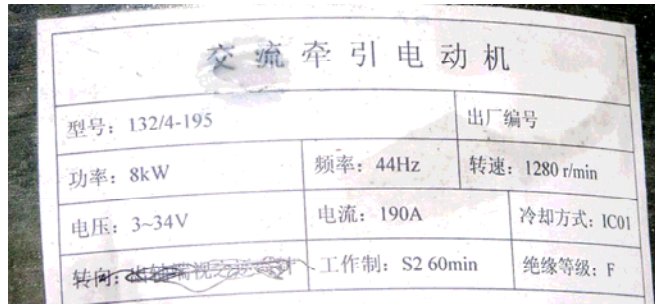 交流牵引电动机
型号: 132/4-195 出厂编号
功率: 8kW 频率: 44Hz 转速: 1280 r/min
电压: 3~34V 电流: 190A 冷却方式: IC01
转向: 工作制: S2 60min 绝缘等级: F